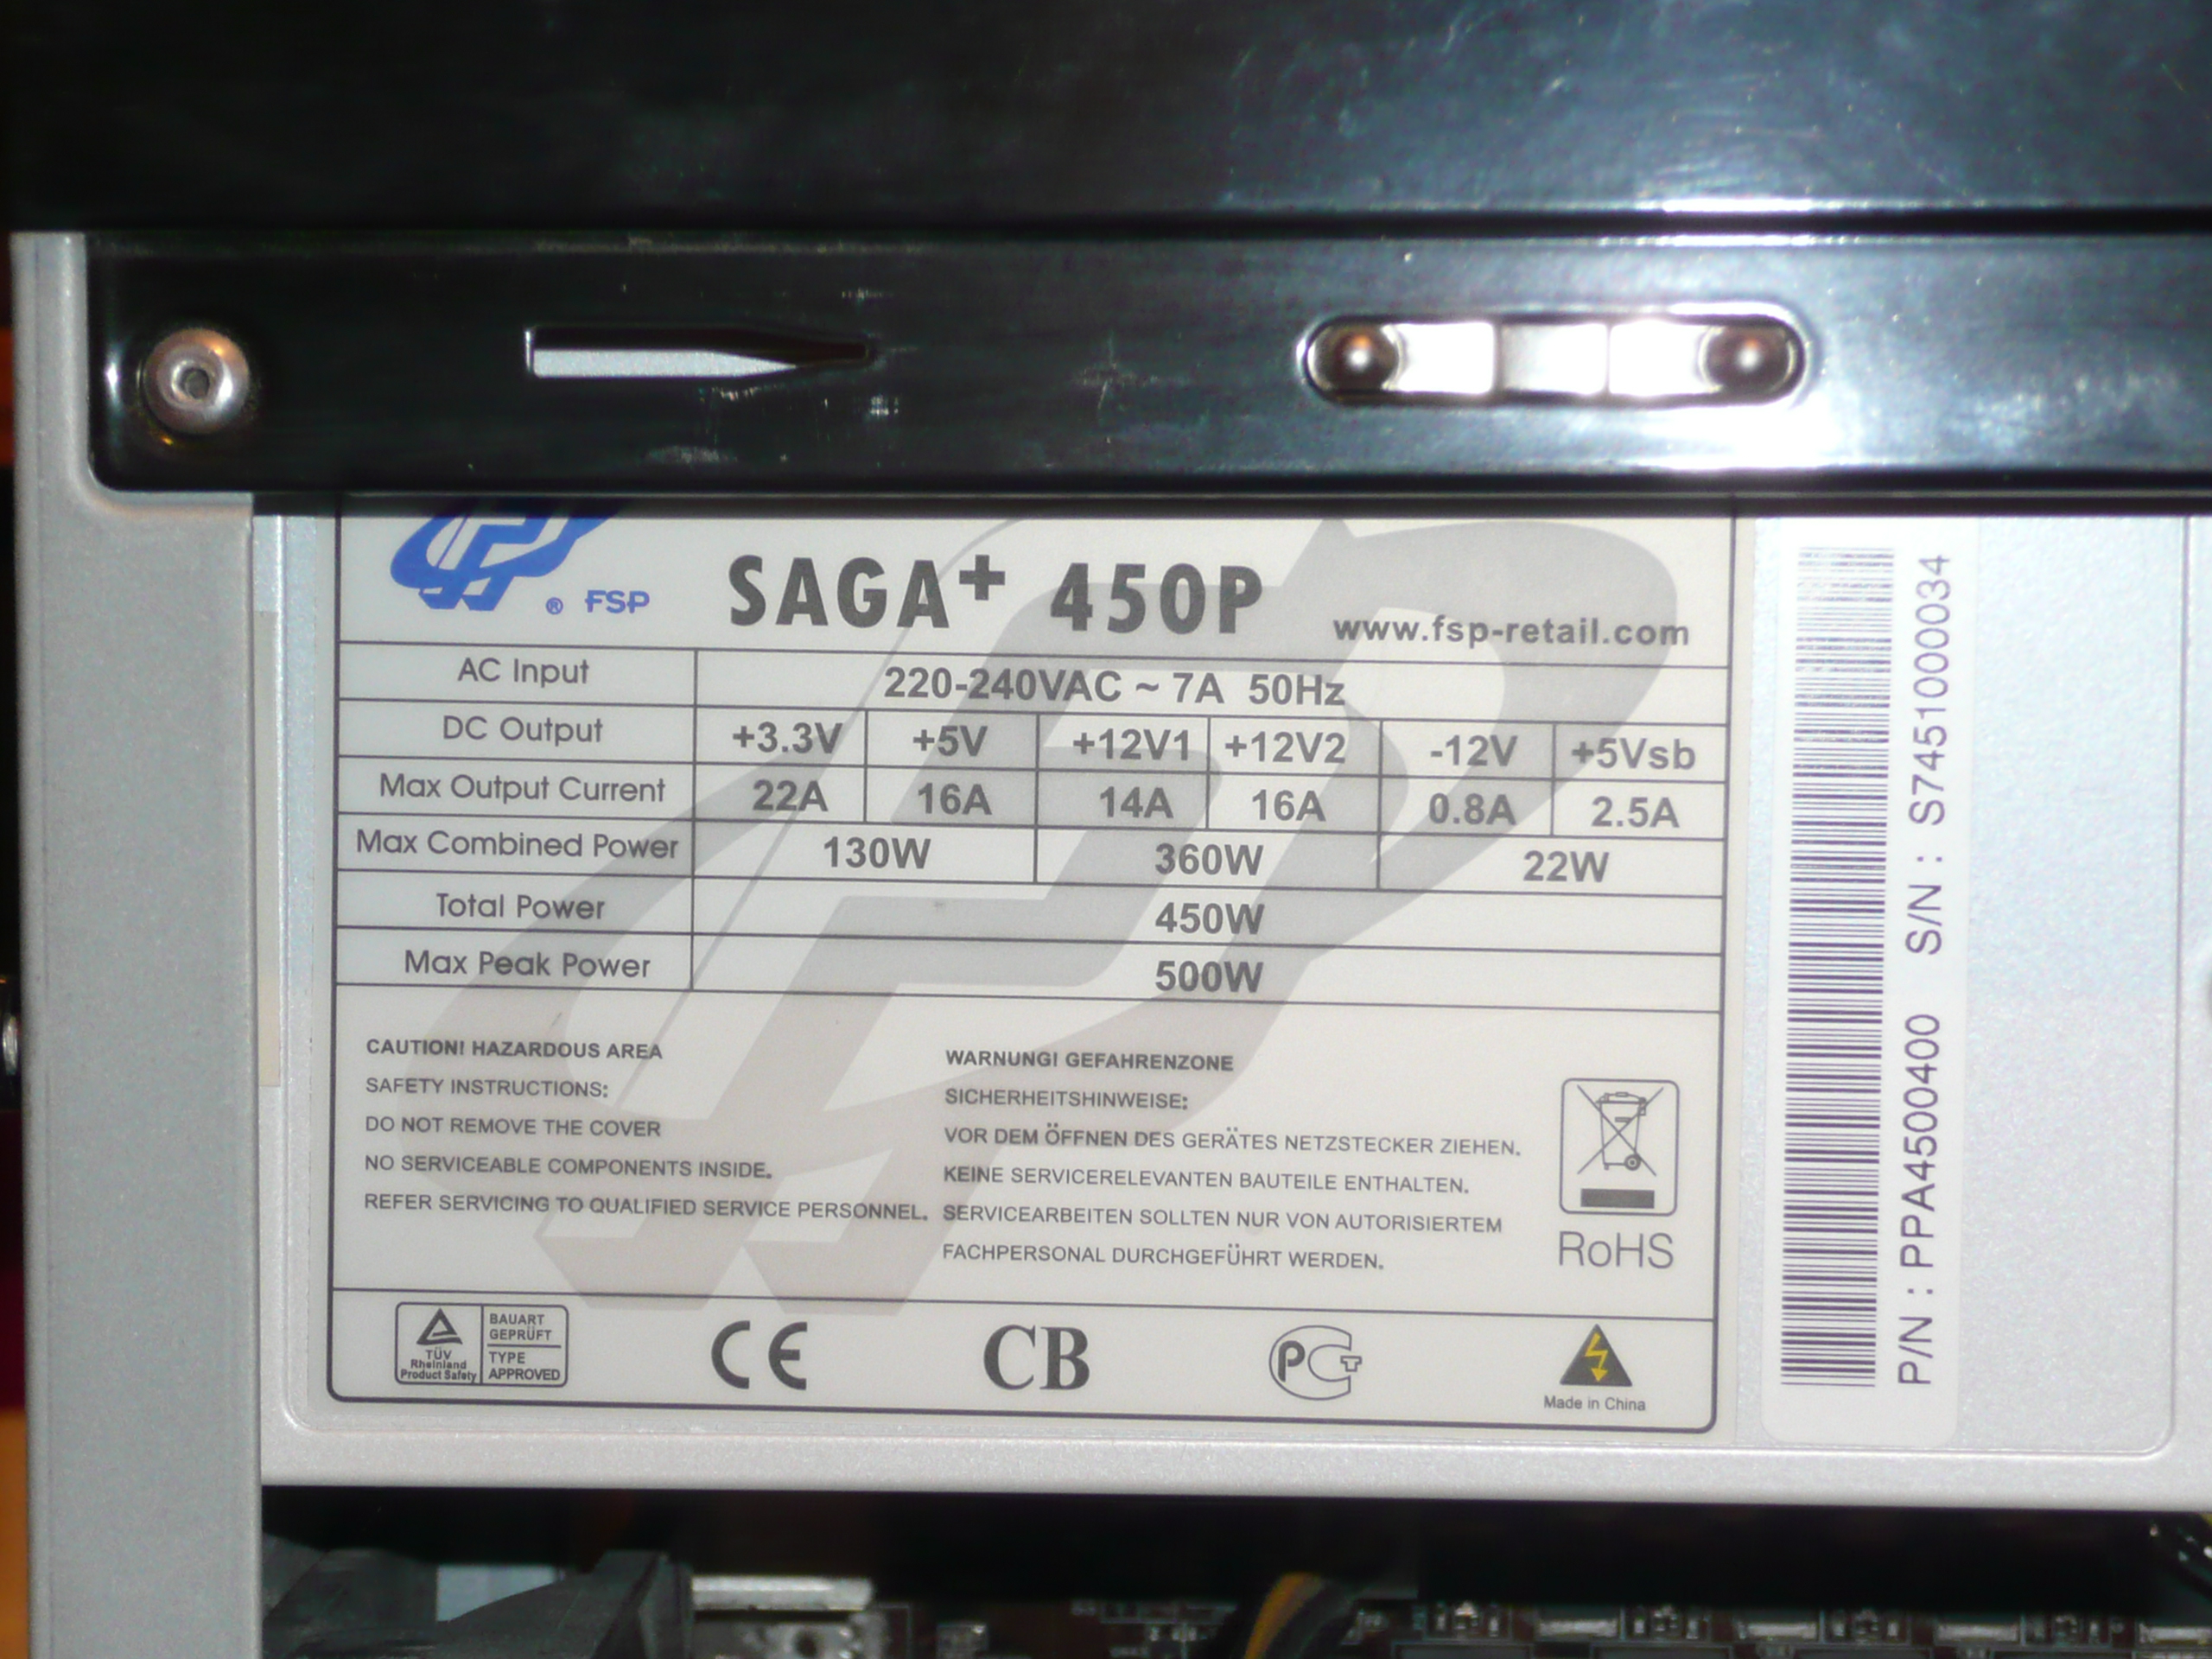 ® FSP SAGA+ 450P www.fsp-retail.com
AC Input 220-240VAC ~ 7A 50Hz
DC Output +3.3V +5V +12V1 +12V2 -12V +5Vsb
Max Output Current 22A 16A 14A 16A 0.8A 2.5A
Max Combined Power 130W 360W 22W
Total Power 450W
Max Peak Power 500W
CAUTION! HAZARDOUS AREA
SAFETY INSTRUCTIONS:
DO NOT REMOVE THE COVER
NO SERVICEABLE COMPONENTS INSIDE.
REFER SERVICING TO QUALIFIED SERVICE PERSONNEL.
WARNUNG! GEFAHRENZONE
SICHERHEITSHINWEISE:
VOR DEM ÖFFNEN DES GERÄTES NETZSTECKER ZIEHEN.
KEINE SERVICERELEVANTEN BAUTEILE ENTHALTEN.
SERVICEARBEITEN SOLLTEN NUR VON AUTORISIERTEM
FACHPERSONAL DURCHGEFÜHRT WERDEN.
RoHS
TÜV
Rheinland
Product Safety
BAUART
GEPRÜFT
TYPE
APPROVED
CE
CB
PCT
Made in China
P/N : PPA4500400 S/N : S7451000034